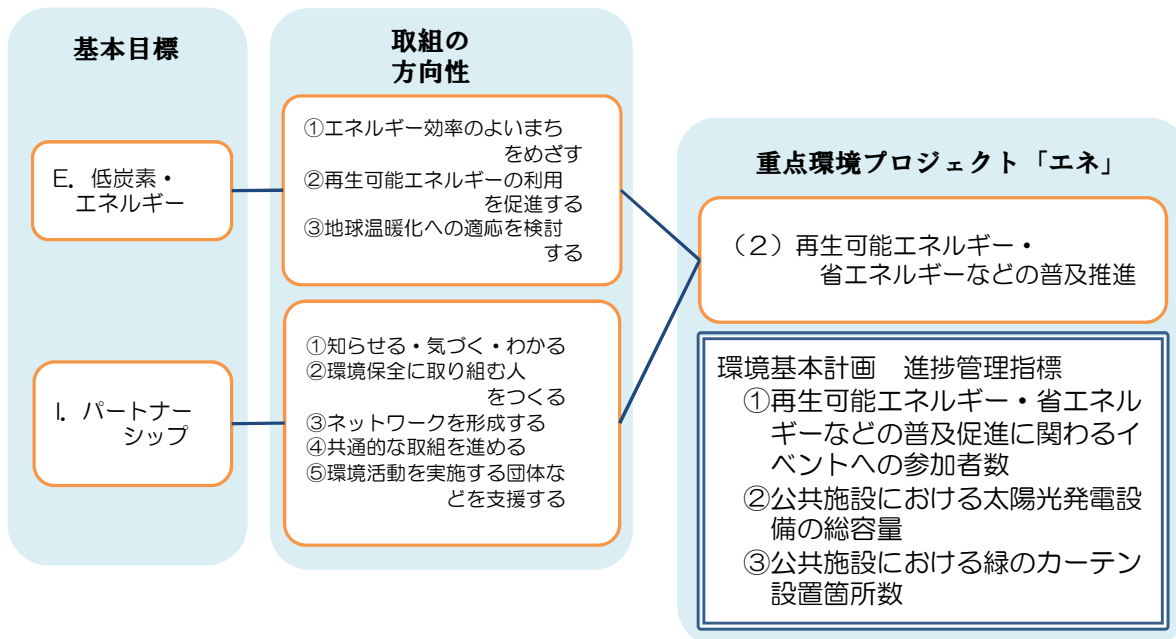 基本目標
E. 低炭素・
エネルギー
I. パートナー
シップ
取組の
方向性
①エネルギー効率のよいまち
をめざす
②再生可能エネルギーの利用
を促進する
③地球温暖化への適応を検討
する
①知らせる・気づく・わかる
②環境保全に取り組む人
をつくる
③ネットワークを形成する
④共通的な取組を進める
⑤環境活動を実施する団体な
どを支援する
重点環境プロジェクト「エネ」
（２）再生可能エネルギー・
省エネルギーなどの普及推進
環境基本計画　進捗管理指標
①再生可能エネルギー・省エネル
ギーなどの普及促進に関わるイ
ベントへの参加者数
②公共施設における太陽光発電設
備の総容量
③公共施設における緑のカーテン
設置箇所数